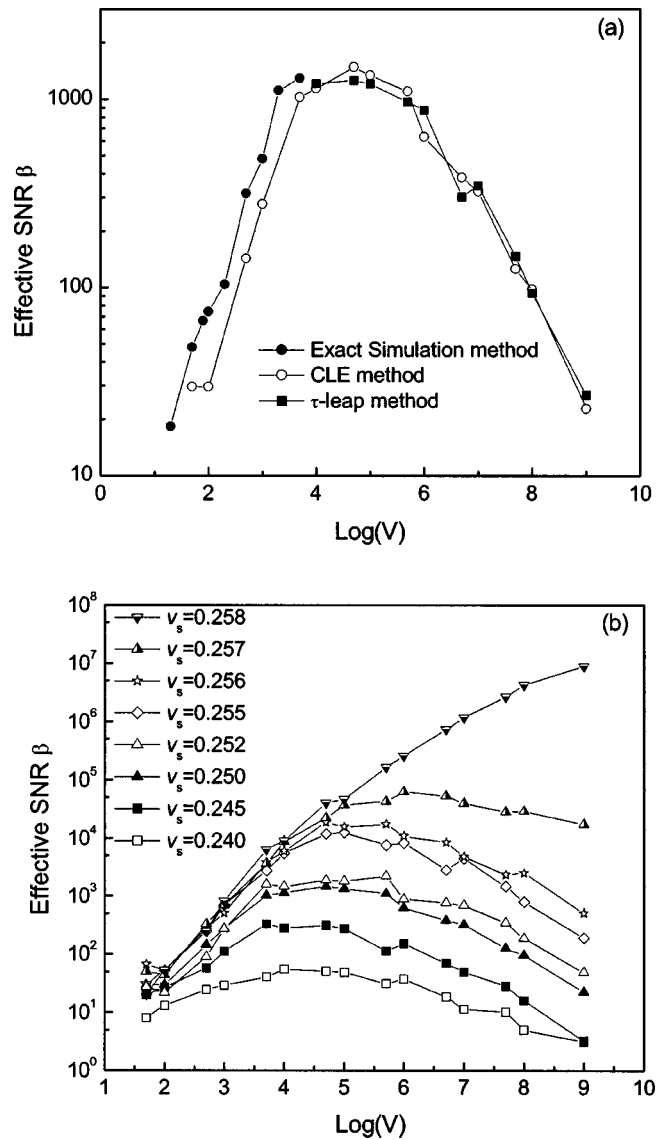 (a)
1000
100
10
Effective SNR β
Exact Simulation method
CLE method
τ-leap method
0 2 4 6 8 10
Log(V)
(b)
10^8
10^7
10^6
10^5
10^4
10^3
10^2
10^1
10^0
Effective SNR β
v_s=0.258
v_s=0.257
v_s=0.256
v_s=0.255
v_s=0.252
v_s=0.250
v_s=0.245
v_s=0.240
1 2 3 4 5 6 7 8 9 10
Log(V)